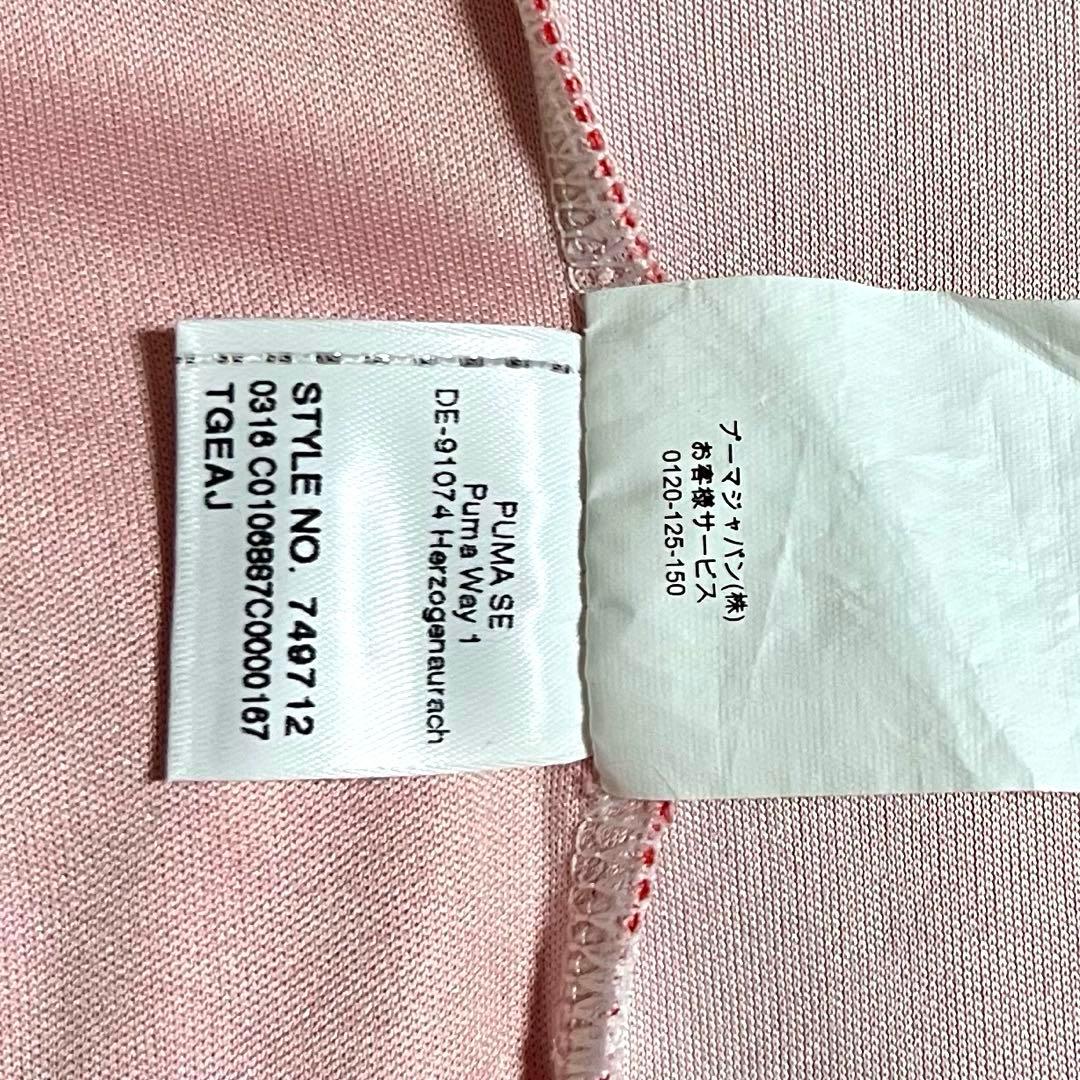 PUMA SE
Puma Way 1
DE-91074 Herzogenaurach
STYLE NO. 749712
0316 C0106887C0000167
TGEAJ
プーマジャパン(株)
お客様サービス
0120-125-150